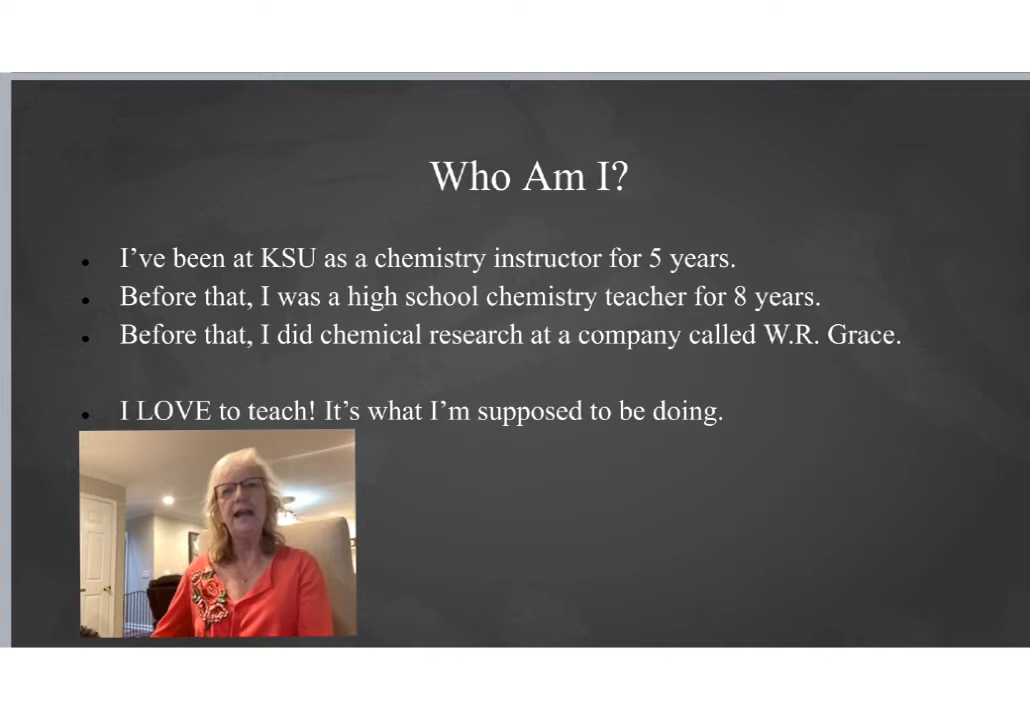 Who Am I?
I’ve been at KSU as a chemistry instructor for 5 years.
Before that, I was a high school chemistry teacher for 8 years.
Before that, I did chemical research at a company called W.R. Grace.
I LOVE to teach! It’s what I’m supposed to be doing.